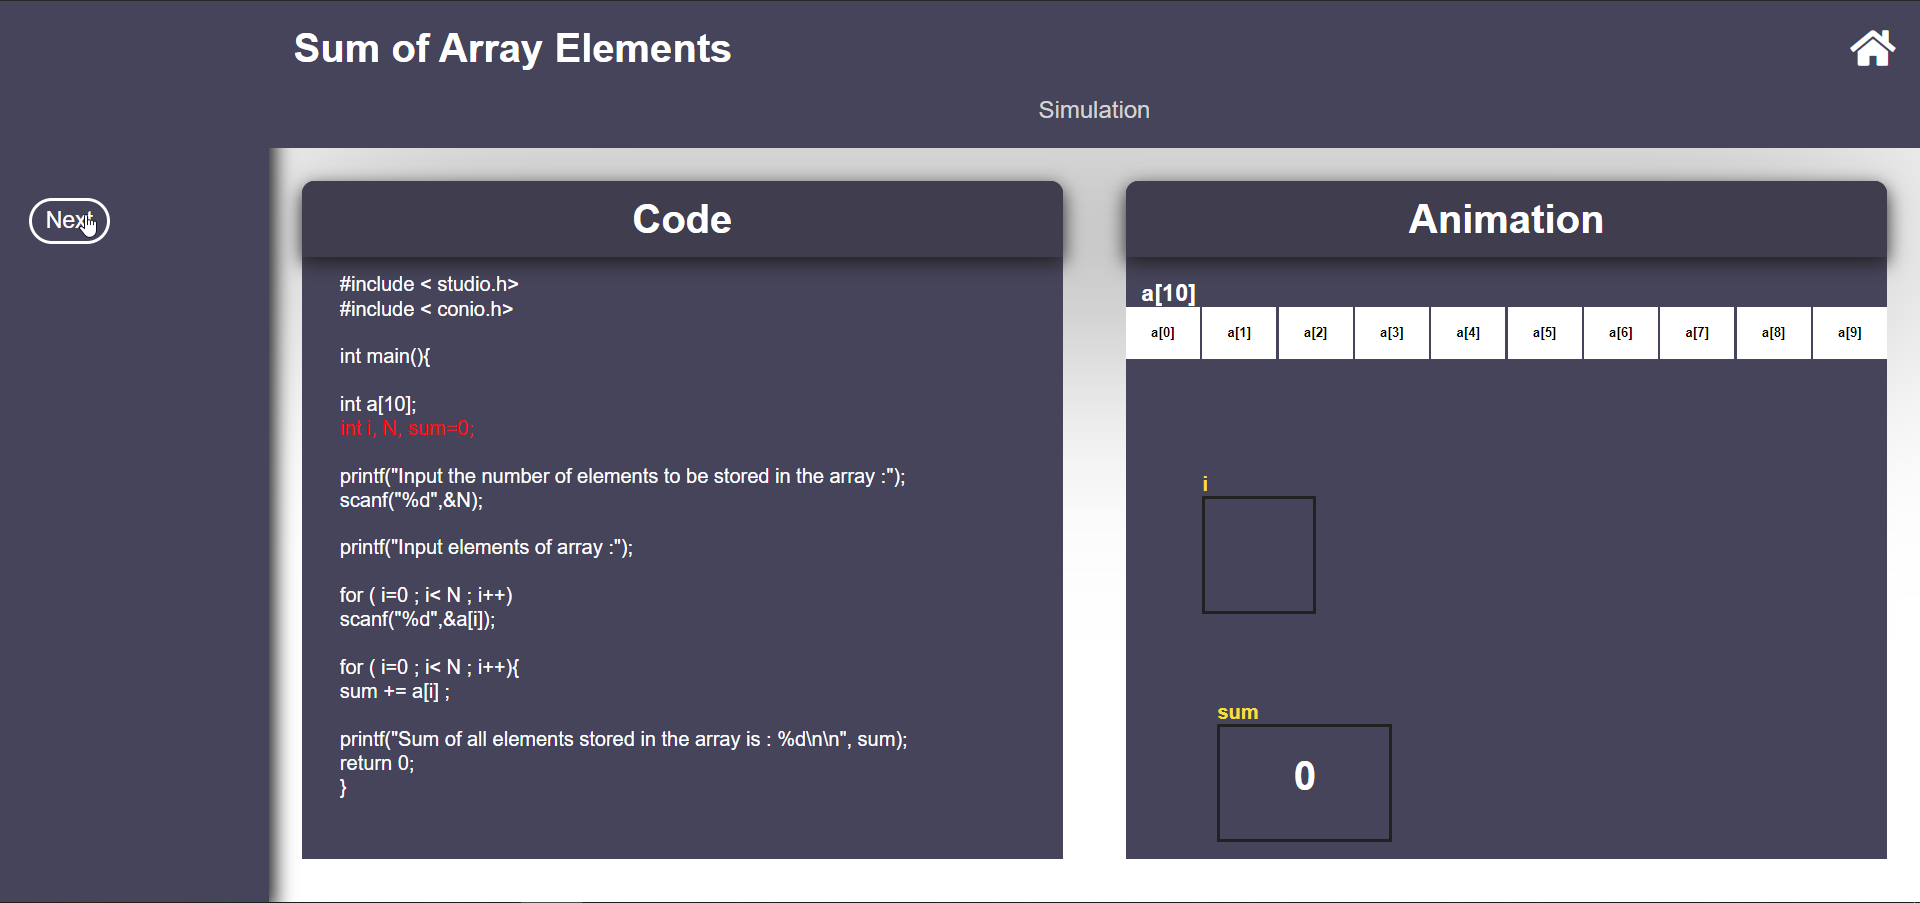 Sum of Array Elements
Simulation
Next
Code
#include < studio.h>
#include < conio.h>
int main(){
int a[10];
int i, N, sum=0;
printf("Input the number of elements to be stored in the array :");
scanf("%d",&N);
printf("Input elements of array :");
for ( i=0 ; i< N ; i++)
scanf("%d",&a[i]);
for ( i=0 ; i< N ; i++){
sum += a[i] ;
printf("Sum of all elements stored in the array is : %d\n\n", sum);
return 0;
}
Animation
a[10]
a[0] a[1] a[2] a[3] a[4] a[5] a[6] a[7] a[8] a[9]
i
sum
0